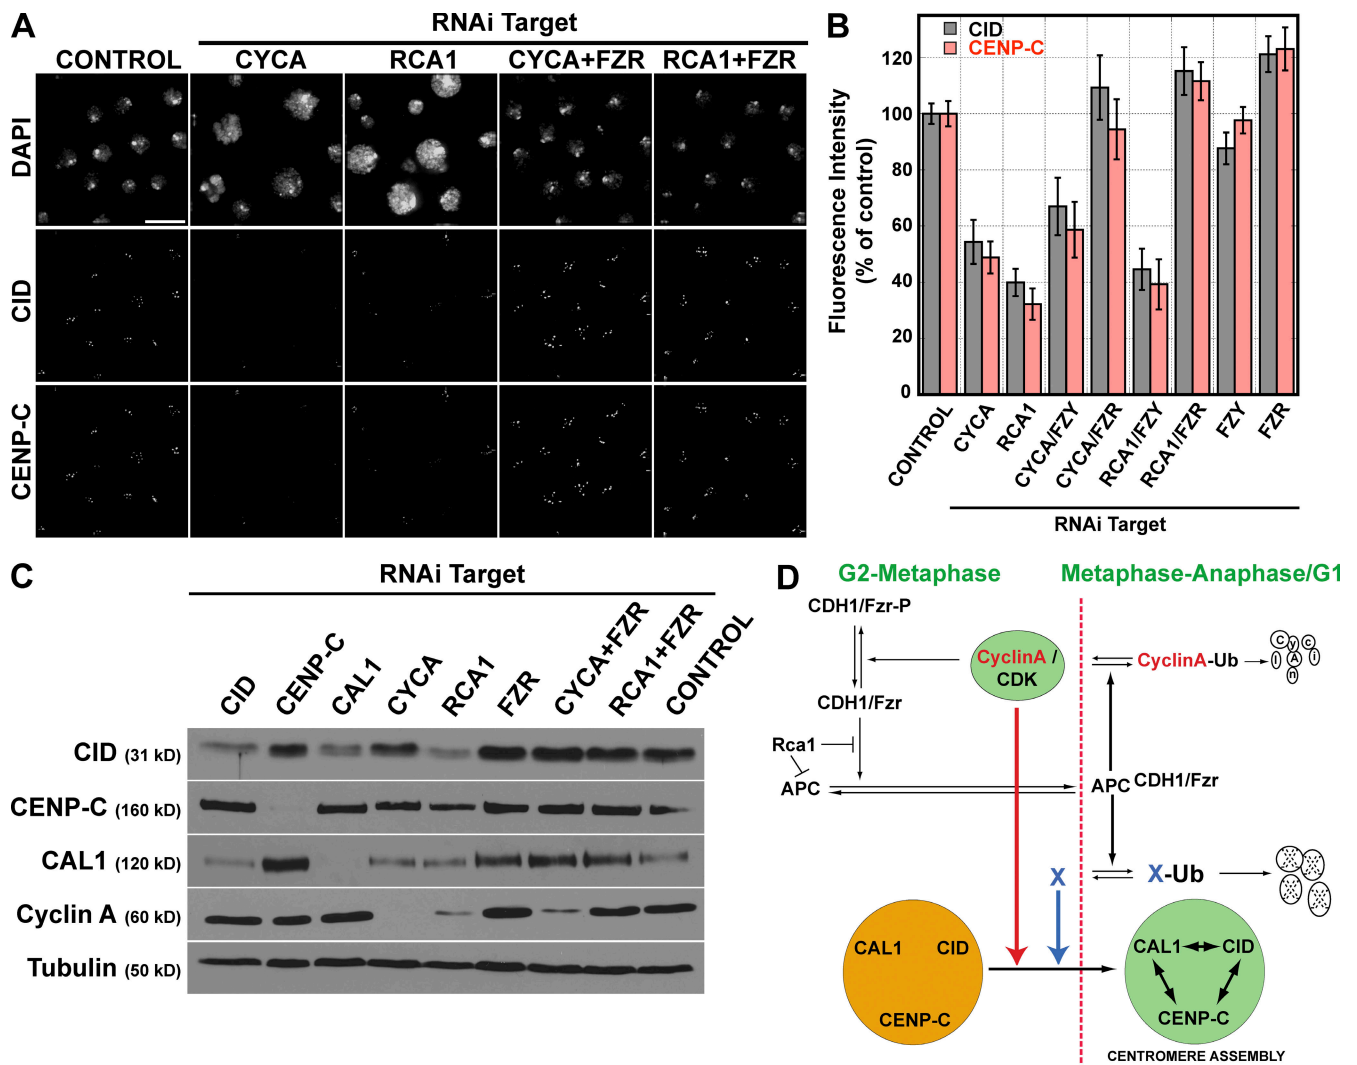 A
RNAi Target
CONTROL CYCA RCA1 CYCA+FZR RCA1+FZR
DAPI
CID
CENP-C
B
CID
CENP-C
Fluorescence Intensity
(% of control)
120
100
80
60
40
20
0
CONTROL
CYCA
RCA1
CYCA/FZY
CYCA/FZR
RCA1/FZY
RCA1/FZR
FZY
FZR
RNAi Target
C
RNAi Target
CID
CENP-C
CAL1
CYCA
RCA1
FZR
CYCA+FZR
RCA1+FZR
CONTROL
CID (31 kD)
CENP-C (160 kD)
CAL1 (120 kD)
Cyclin A (60 kD)
Tubulin (50 kD)
D
G2-Metaphase Metaphase-Anaphase/G1
CDH1/Fzr-P
CyclinA /
CDK
CyclinA-Ub
C y c l i A n
CDH1/Fzr
Rca1
APC
APC CDH1/Fzr
X
X-Ub
CAL1 CID
CENP-C
CAL1 CID
CENP-C
CENTROMERE ASSEMBLY